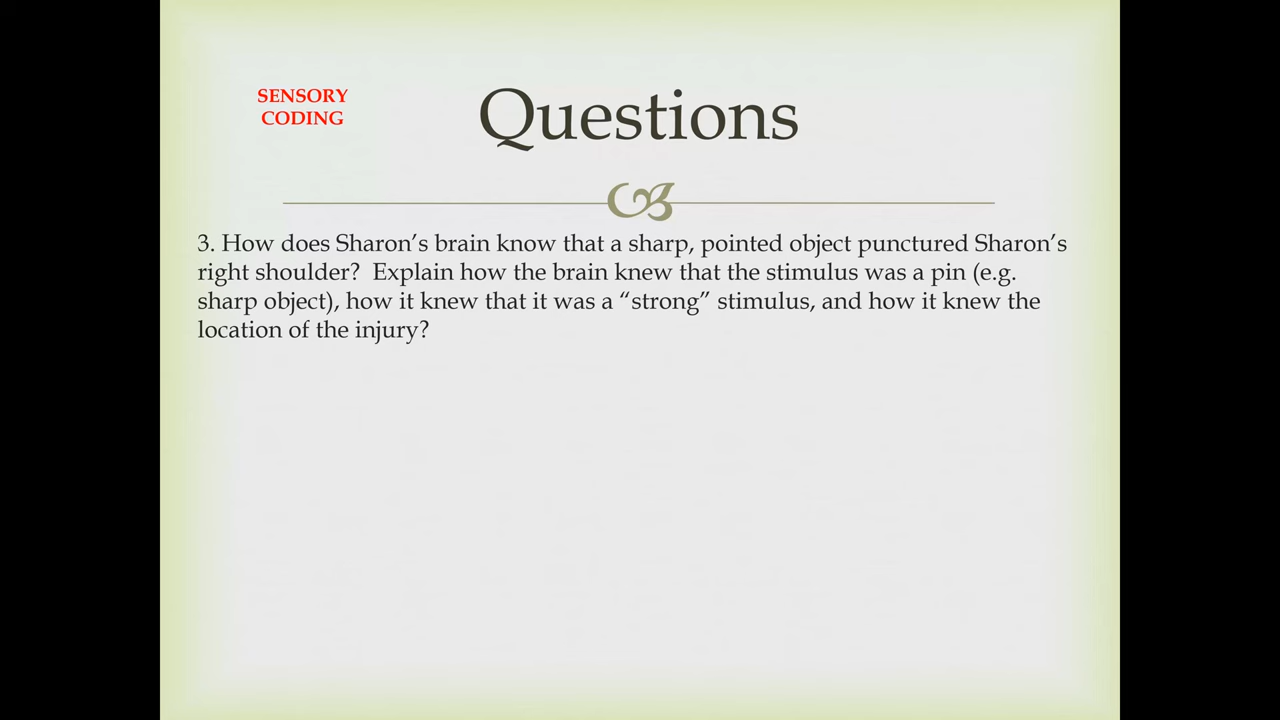 SENSORY
CODING
Questions
3. How does Sharon’s brain know that a sharp, pointed object punctured Sharon’s
right shoulder?  Explain how the brain knew that the stimulus was a pin (e.g.
sharp object), how it knew that it was a “strong” stimulus, and how it knew the
location of the injury?